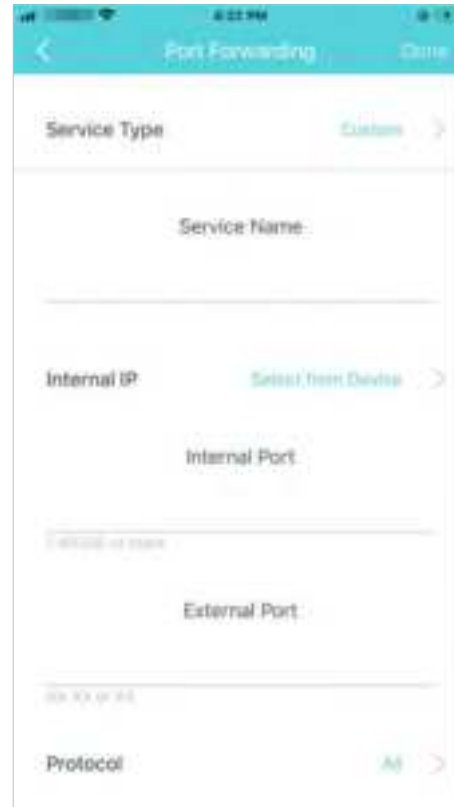 Port Forwarding Done
Service Type Custom
Service Name
Internal IP Select from Device
Internal Port
External Port
Protocol All